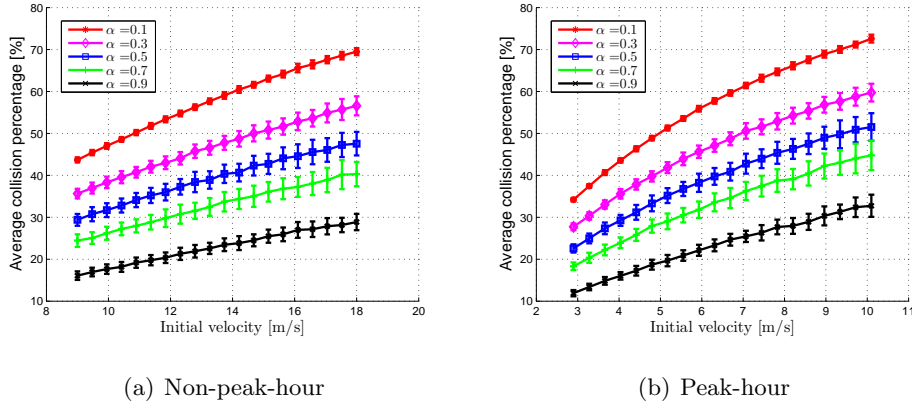 Average collision percentage [%]
80
70
60
50
40
30
20
10
α =0.1
α =0.3
α =0.5
α =0.7
α =0.9
8 10 12 14 16 18 20
Initial velocity [m/s]
(a) Non-peak-hour
Average collision percentage [%]
80
70
60
50
40
30
20
10
α =0.1
α =0.3
α =0.5
α =0.7
α =0.9
2 3 4 5 6 7 8 9 10 11
Initial velocity [m/s]
(b) Peak-hour